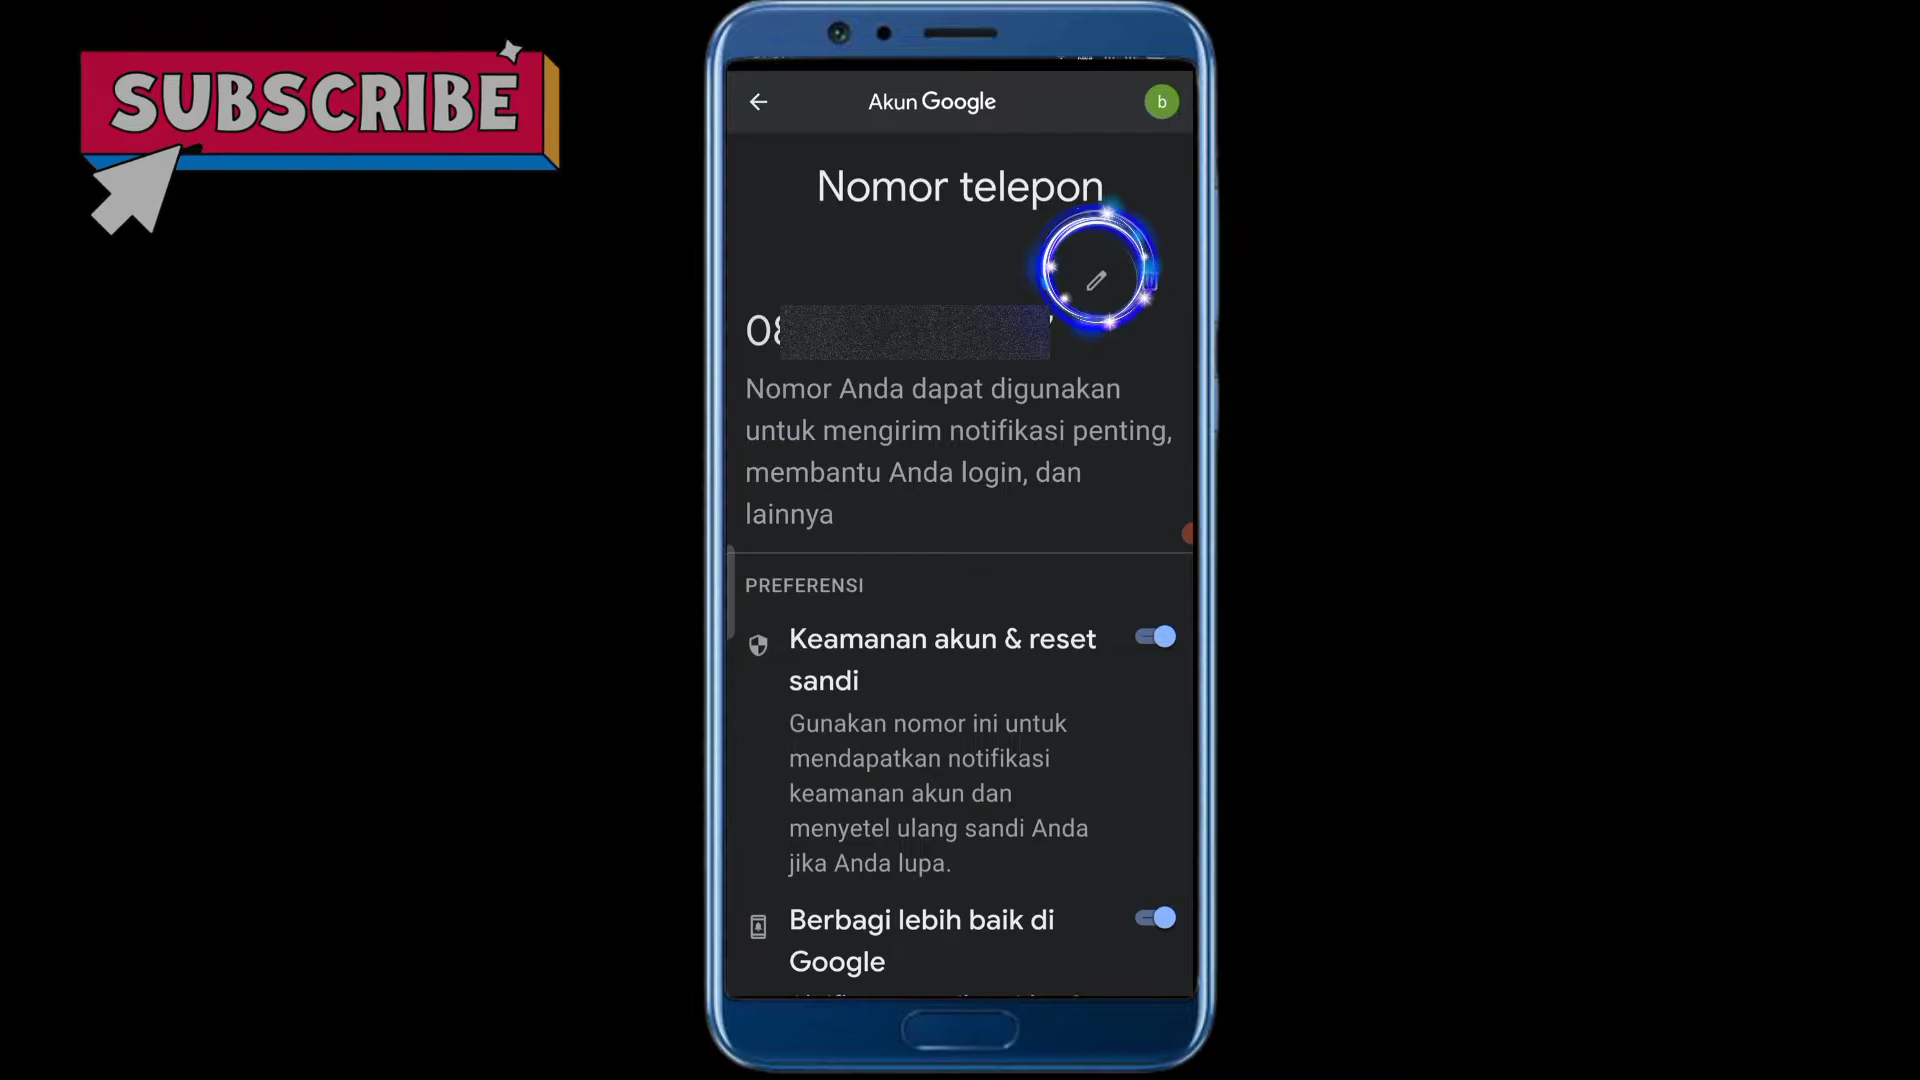 SUBSCRIBE
Akun Google
b
Nomor telepon
08
Nomor Anda dapat digunakan
untuk mengirim notifikasi penting,
membantu Anda login, dan
lainnya
PREFERENSI
Keamanan akun & reset
sandi
Gunakan nomor ini untuk
mendapatkan notifikasi
keamanan akun dan
menyetel ulang sandi Anda
jika Anda lupa.
Berbagi lebih baik di
Google